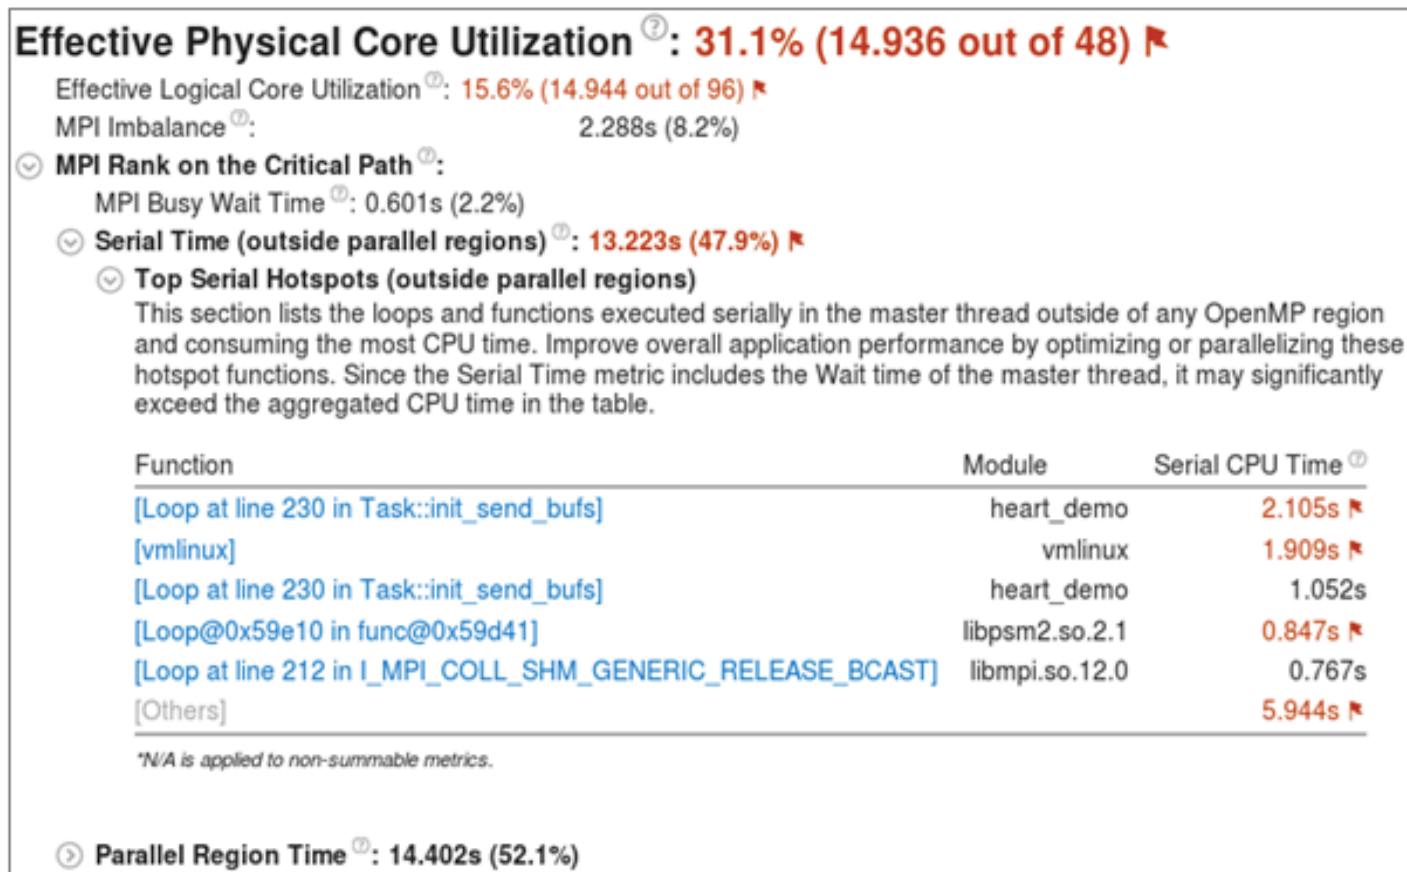 Effective Physical Core Utilization ?: 31.1% (14.936 out of 48)
Effective Logical Core Utilization ?: 15.6% (14.944 out of 96)
MPI Imbalance ?: 2.288s (8.2%)
MPI Rank on the Critical Path ?:
MPI Busy Wait Time ?: 0.601s (2.2%)
Serial Time (outside parallel regions) ?: 13.223s (47.9%)
Top Serial Hotspots (outside parallel regions)
This section lists the loops and functions executed serially in the master thread outside of any OpenMP region
and consuming the most CPU time. Improve overall application performance by optimizing or parallelizing these
hotspot functions. Since the Serial Time metric includes the Wait time of the master thread, it may significantly
exceed the aggregated CPU time in the table.
Function Module Serial CPU Time ?
[Loop at line 230 in Task::init_send_bufs] heart_demo 2.105s
[vmlinux] vmlinux 1.909s
[Loop at line 230 in Task::init_send_bufs] heart_demo 1.052s
[Loop@0x59e10 in func@0x59d41] libpsm2.so.2.1 0.847s
[Loop at line 212 in I_MPI_COLL_SHM_GENERIC_RELEASE_BCAST] libmpi.so.12.0 0.767s
[Others] 5.944s
*N/A is applied to non-summable metrics.
Parallel Region Time ?: 14.402s (52.1%)